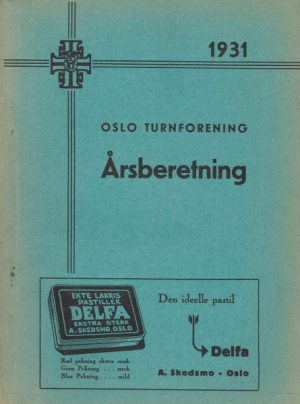 1931
OSLO TURNFORENING
Årsberetning
EKTE LAKRIS
PASTILLER
DELFA
EKSTRA STERK
A. SKEDSMO. OSLO
Rød pakning ekstra sterk
Grøn Pakning . . . sterk
Blaa Pakning . . . . mild
Den ideelle pastil
Delfa
A. Skedsmo - Oslo